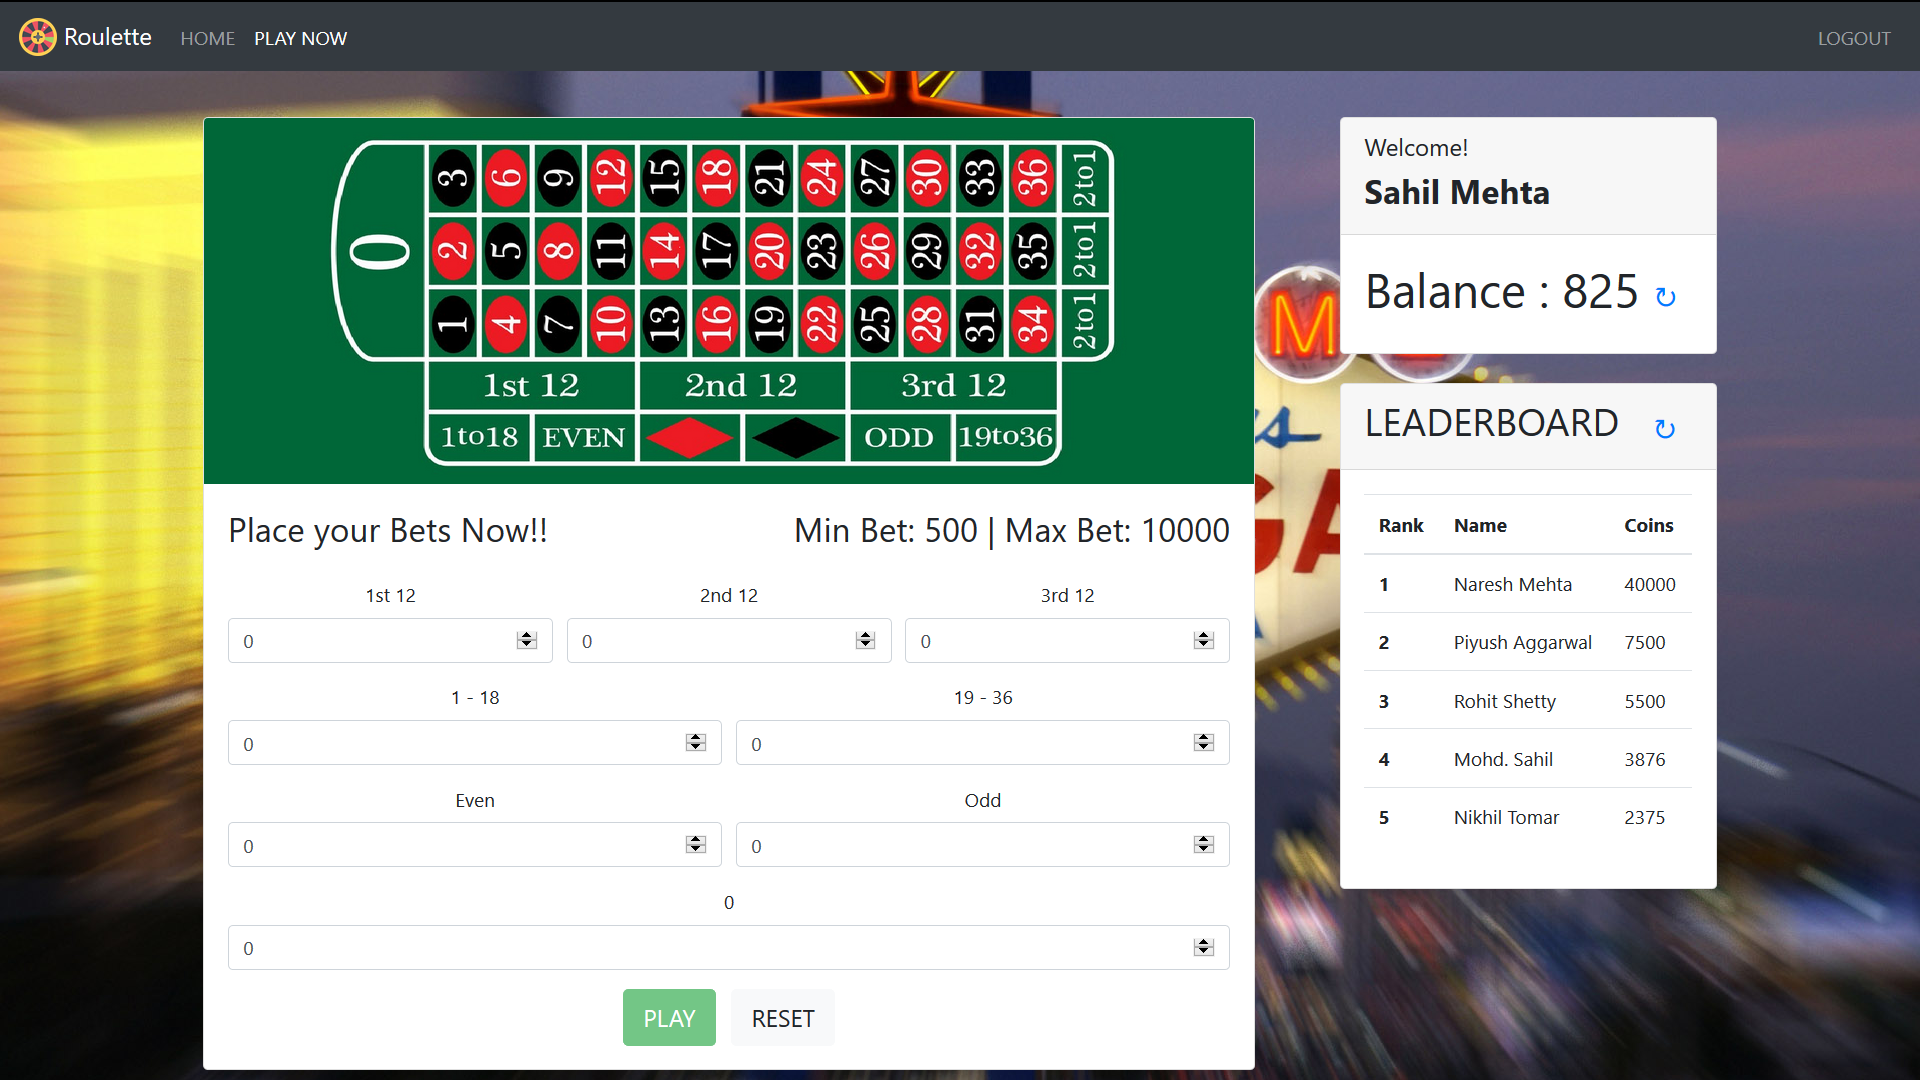 Roulette HOME PLAY NOW LOGOUT
0
3 6 9 12 15 18 21 24 27 30 33 36 2to1
2 5 8 11 14 17 20 23 26 29 32 35 2to1
1 4 7 10 13 16 19 22 25 28 31 34 2to1
1st 12 2nd 12 3rd 12
1to18 EVEN ODD 19to36
Place your Bets Now!! Min Bet: 500 | Max Bet: 10000
1st 12 2nd 12 3rd 12
0 0 0
1 - 18 19 - 36
0 0
Even Odd
0 0
0
0
PLAY RESET
Welcome!
Sahil Mehta
Balance : 825 ↻
LEADERBOARD ↻
Rank Name Coins
1 Naresh Mehta 40000
2 Piyush Aggarwal 7500
3 Rohit Shetty 5500
4 Mohd. Sahil 3876
5 Nikhil Tomar 2375
M
s
GA